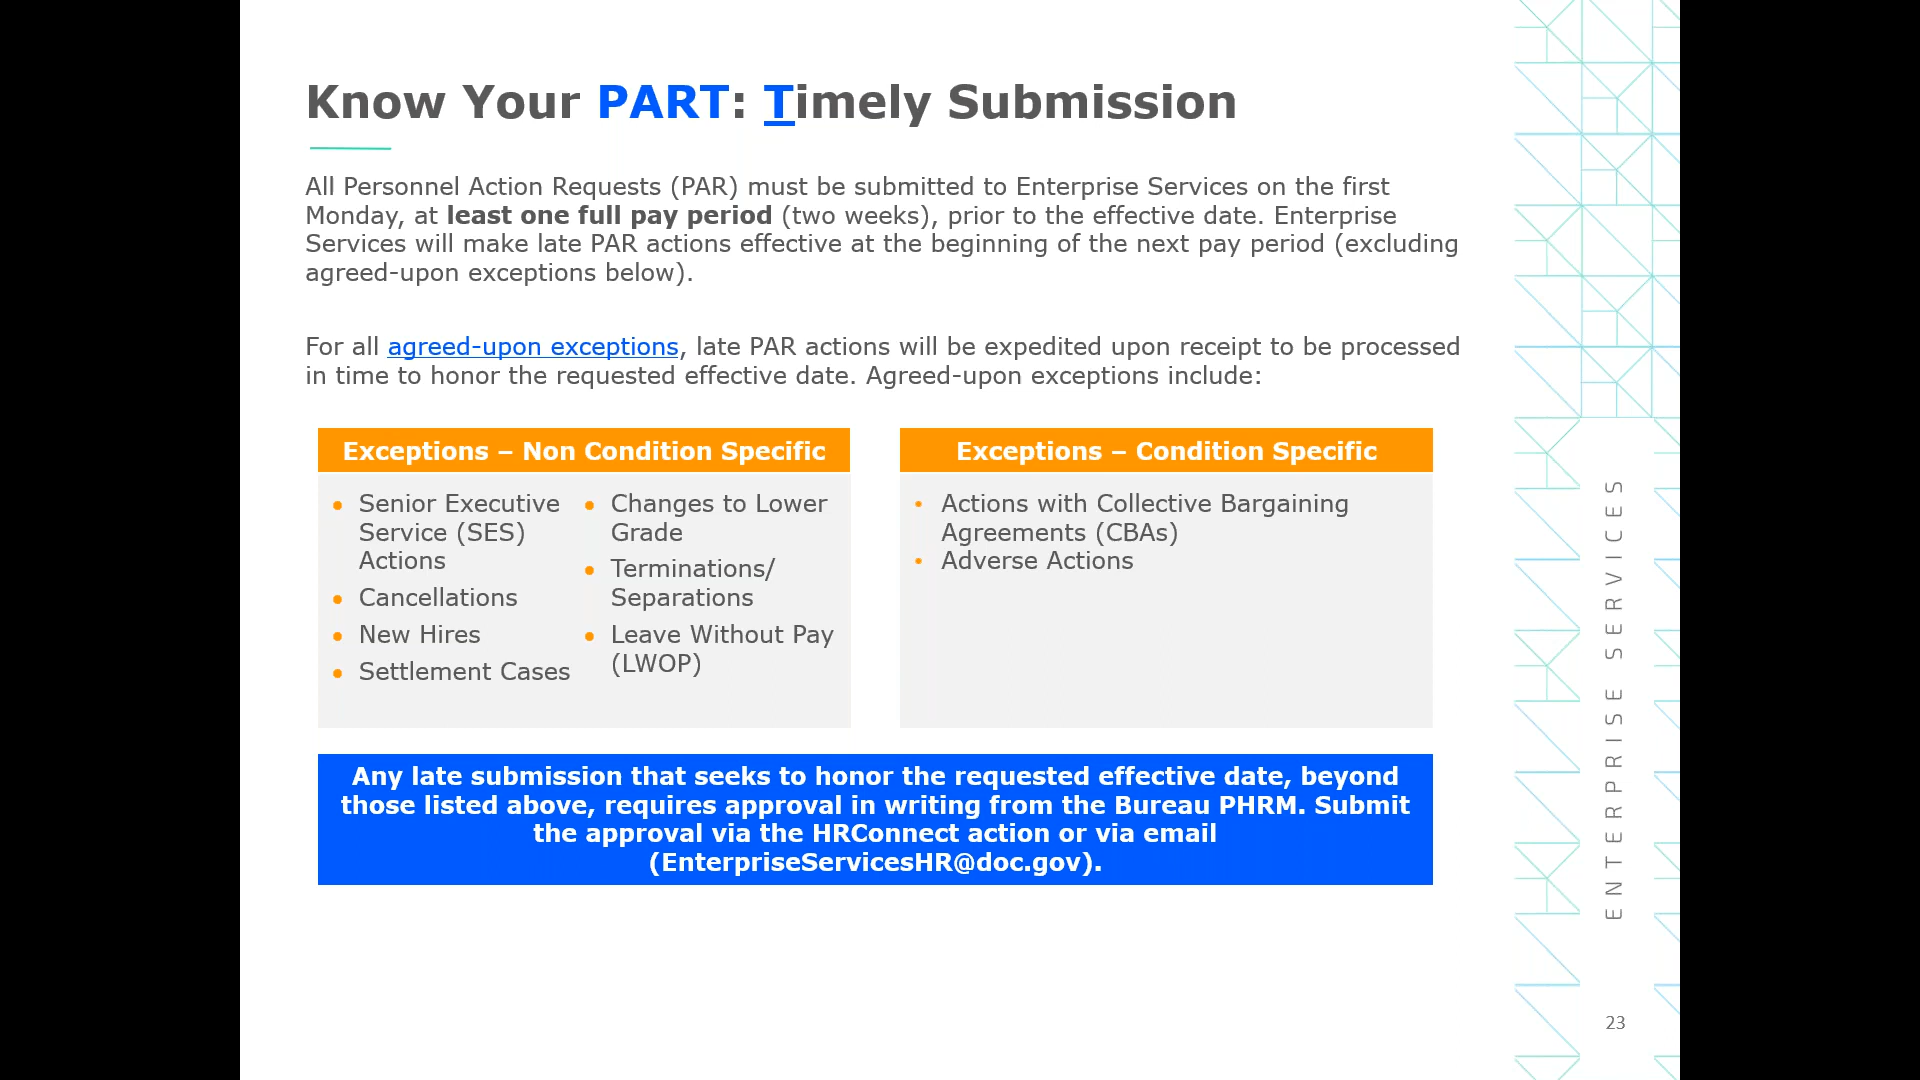 Know Your PART: Timely Submission
All Personnel Action Requests (PAR) must be submitted to Enterprise Services on the first
Monday, at least one full pay period (two weeks), prior to the effective date. Enterprise
Services will make late PAR actions effective at the beginning of the next pay period (excluding
agreed-upon exceptions below).
For all agreed-upon exceptions, late PAR actions will be expedited upon receipt to be processed
in time to honor the requested effective date. Agreed-upon exceptions include:
Exceptions – Non Condition Specific
• Senior Executive
Service (SES)
Actions
• Cancellations
• New Hires
• Settlement Cases
• Changes to Lower
Grade
• Terminations/
Separations
• Leave Without Pay
(LWOP)
Exceptions – Condition Specific
• Actions with Collective Bargaining
Agreements (CBAs)
• Adverse Actions
Any late submission that seeks to honor the requested effective date, beyond
those listed above, requires approval in writing from the Bureau PHRM. Submit
the approval via the HRConnect action or via email
(EnterpriseServicesHR@doc.gov).
ENTERPRISE SERVICES
23